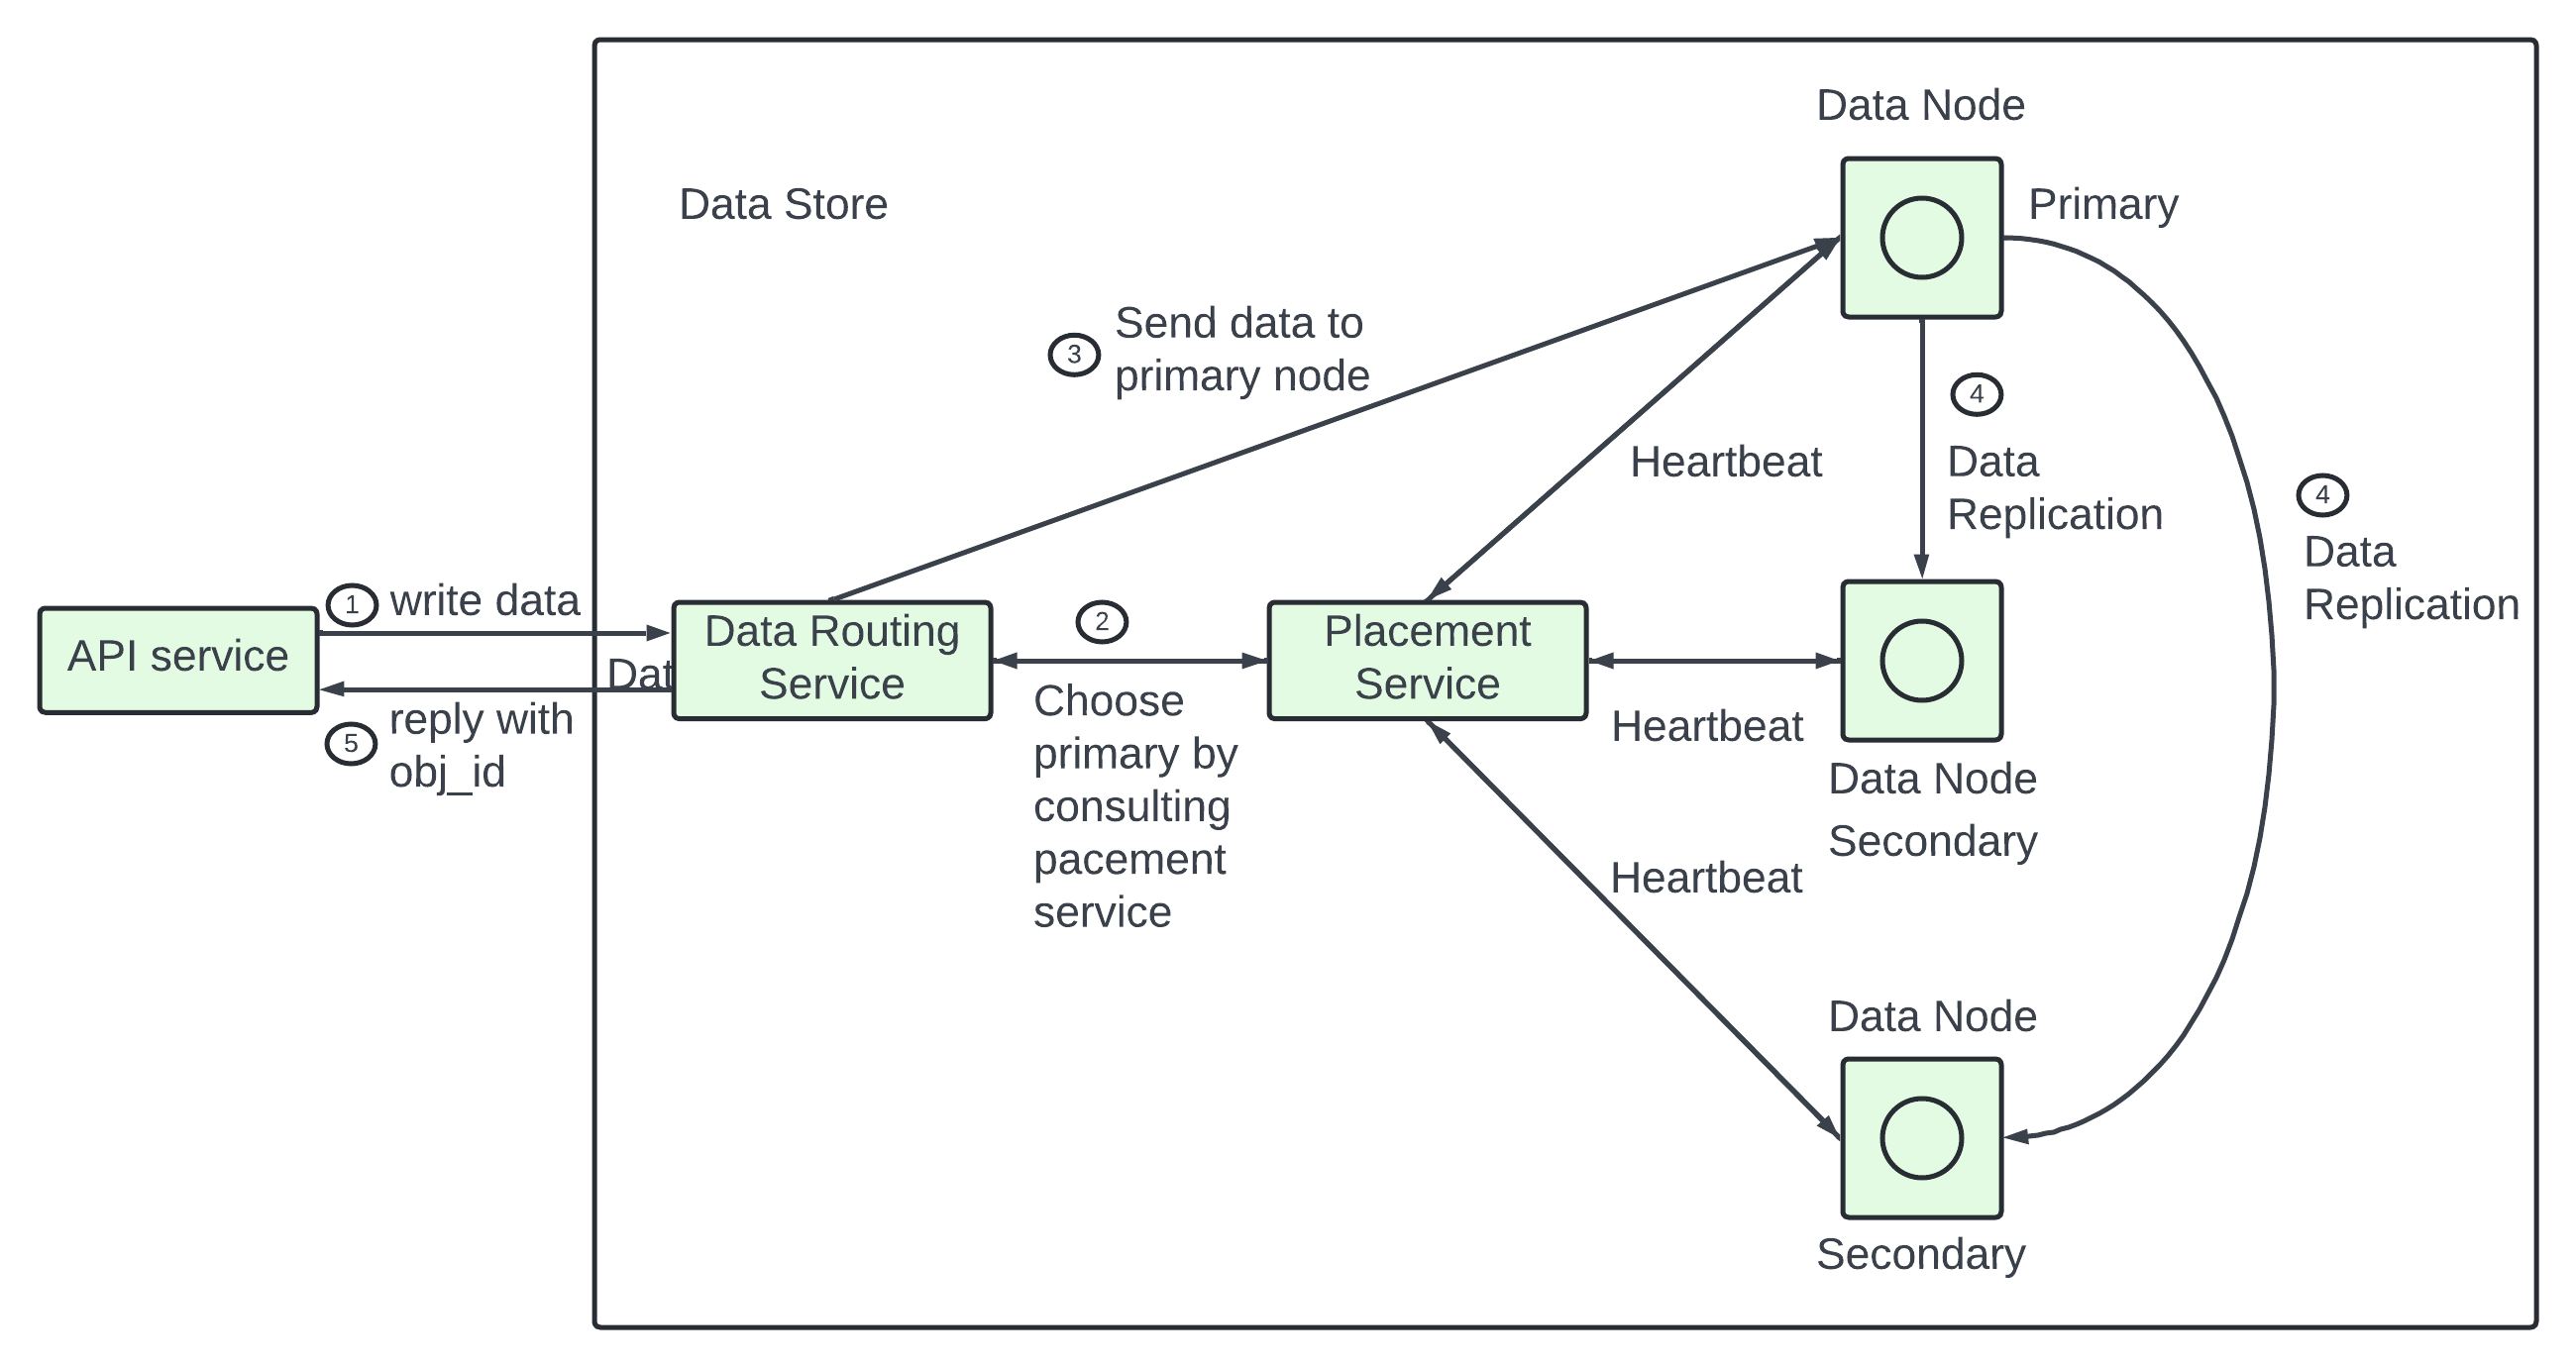 Data Node
Data Store
Primary
3
Send data to
primary node
4
Heartbeat
Data
Replication
4
Data
Replication
1
write data
API service
Dat
Data Routing
Service
2
Placement
Service
5
reply with
obj_id
Choose
primary by
consulting
pacement
service
Heartbeat
Data Node
Secondary
Heartbeat
Data Node
Secondary